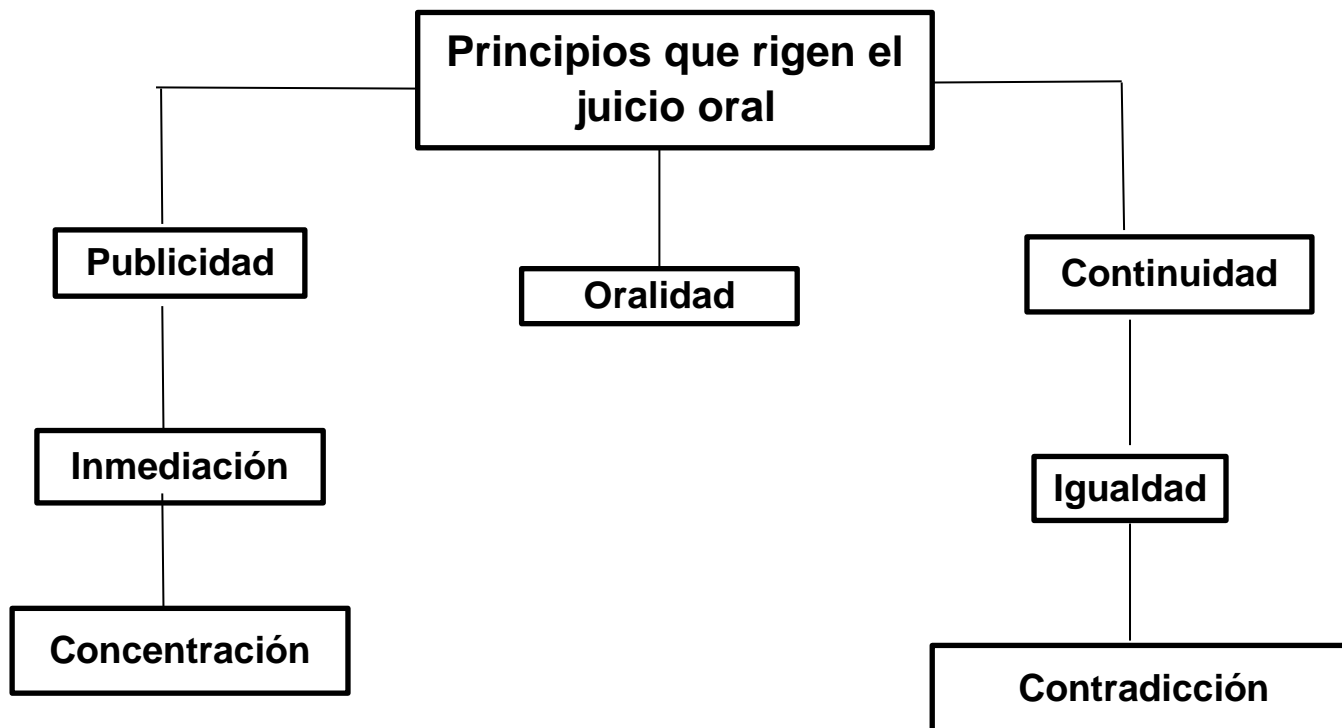 Principios que rigen el
juicio oral
Publicidad
Oralidad
Continuidad
Inmediación
Igualdad
Concentración
Contradicción